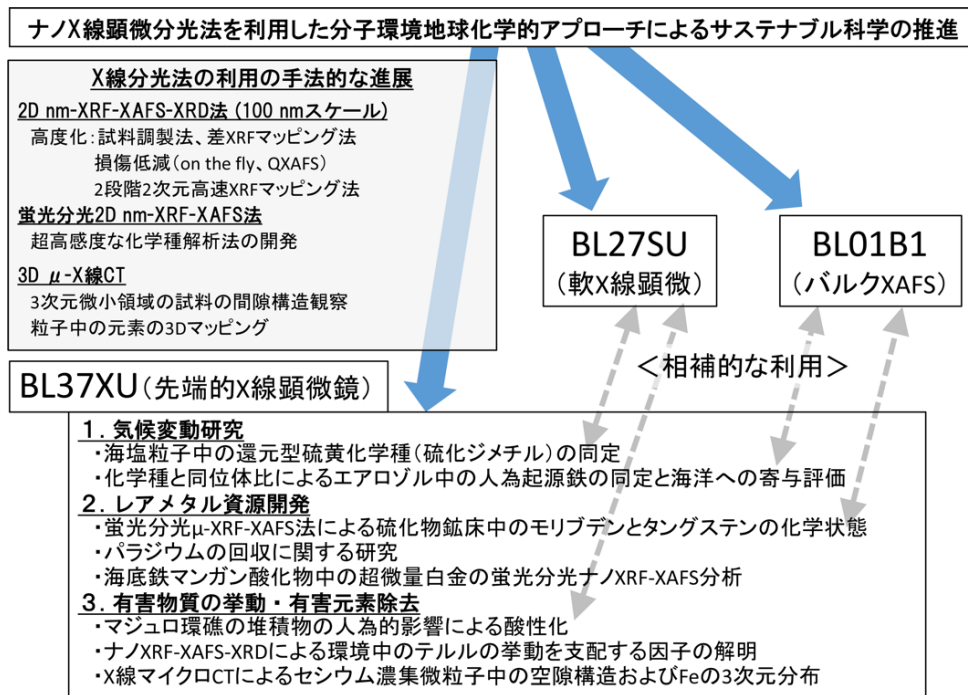 ナノX線顕微分光法を利用した分子環境地球化学的アプローチによるサステナブル科学の推進
X線分光法の利用の手法的な進展
2D nm-XRF-XAFS-XRD法 (100 nmスケール)
高度化：試料調製法、差XRFマッピング法
損傷低減(on the fly、QXAFS)
2段階2次元高速XRFマッピング法
蛍光分光2D nm-XRF-XAFS法
超高感度な化学種解析法の開発
3D μ-X線CT
3次元微小領域の試料の間隙構造観察
粒子中の元素の3Dマッピング
BL27SU
（軟X線顕微）
BL01B1
（バルクXAFS）
＜相補的な利用＞
BL37XU（先端的X線顕微鏡）
１．気候変動研究
・海塩粒子中の還元型硫黄化学種（硫化ジメチル）の同定
・化学種と同位体比によるエアロゾル中の人為起源鉄の同定と海洋への寄与評価
２．レアメタル資源開発
・蛍光分光μ-XRF-XAFS法による硫化物鉱床中のモリブデンとタングステンの化学状態
・パラジウムの回収に関する研究
・海底鉄マンガン酸化物中の超微量白金の蛍光分光ナノXRF-XAFS分析
３．有害物質の挙動・有害元素除去
・マジュロ環礁の堆積物の人為的影響による酸性化
・ナノXRF-XAFS-XRDによる環境中のテルルの挙動を支配する因子の解明
・X線マイクロCTによるセシウム濃集微粒子中の空隙構造およびFeの3次元分布